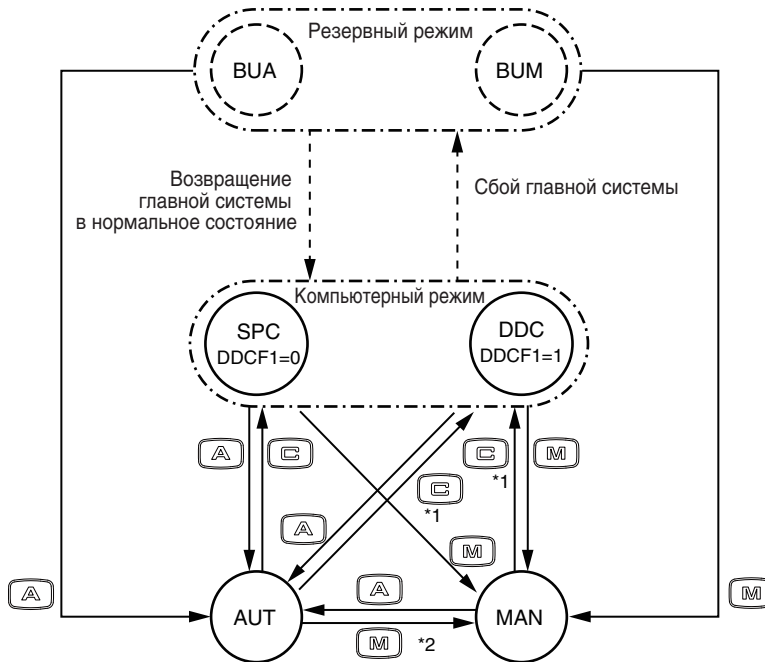 Резервный режим
BUA
BUM
Возвращение
главной системы
в нормальное состояние
Сбой главной системы
Компьютерный режим
SPC
DDCF1=0
DDC
DDCF1=1
A
C
C
*1
M
C
*1
A
M
A
A
M
AUT
MAN
M
*2